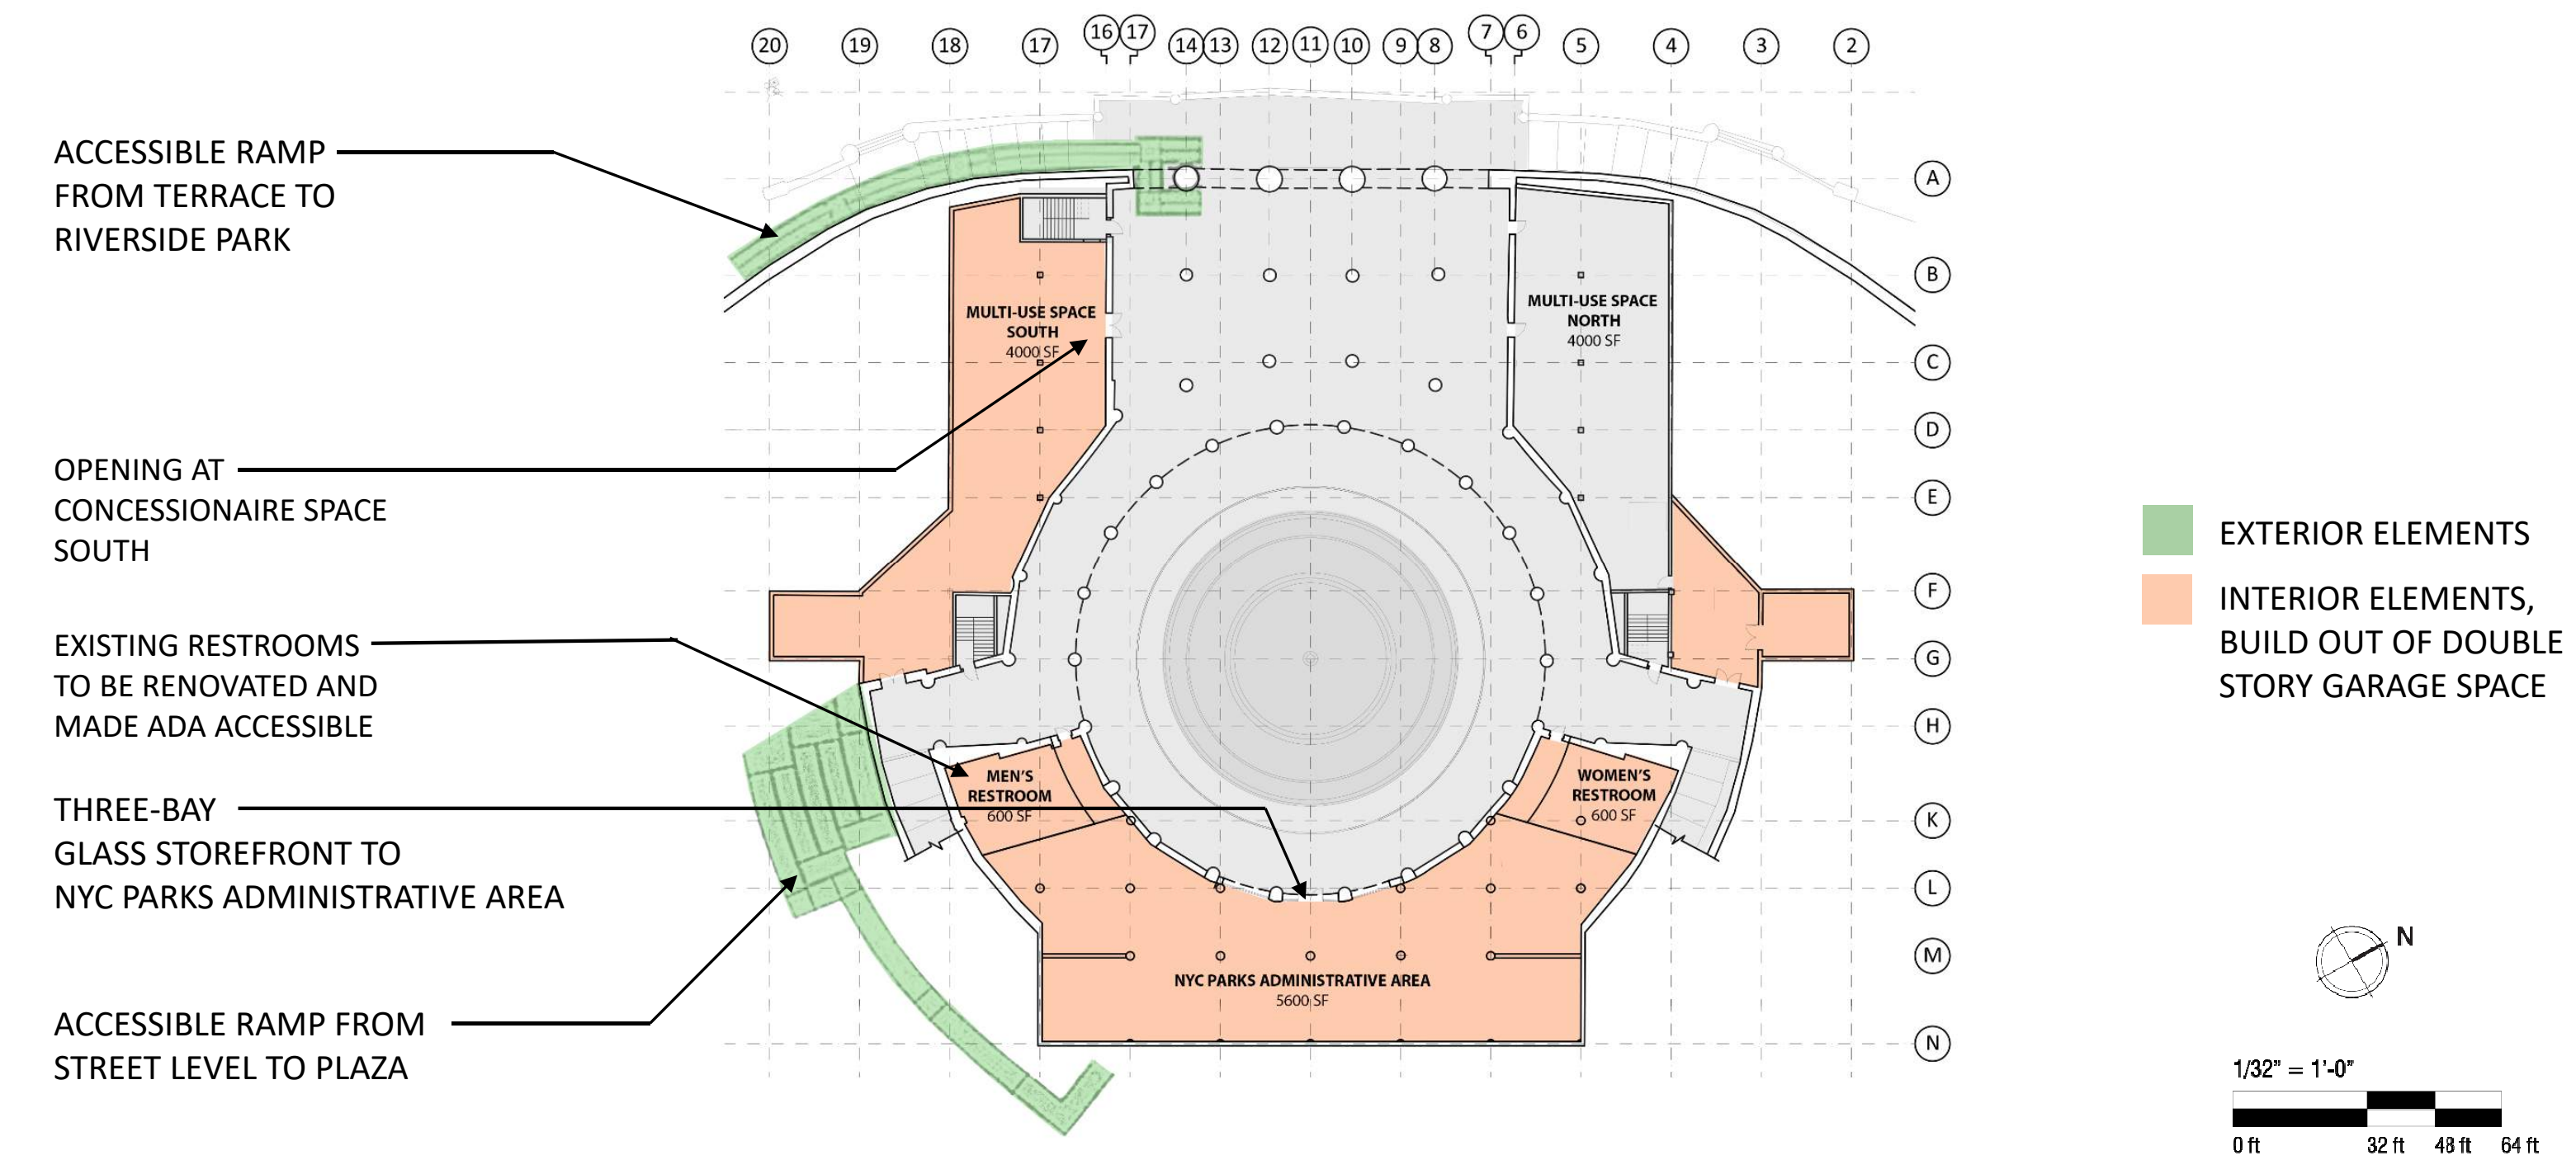 20
19
18
17
16
17
14
13
12
11
10
9
8
7
6
5
4
3
2
ACCESSIBLE RAMP
FROM TERRACE TO
RIVERSIDE PARK
OPENING AT
CONCESSIONAIRE SPACE
SOUTH
EXISTING RESTROOMS
TO BE RENOVATED AND
MADE ADA ACCESSIBLE
THREE-BAY
GLASS STOREFRONT TO
NYC PARKS ADMINISTRATIVE AREA
ACCESSIBLE RAMP FROM
STREET LEVEL TO PLAZA
MULTI-USE SPACE
SOUTH
4000 SF
MULTI-USE SPACE
NORTH
4000 SF
MEN'S
RESTROOM
600 SF
WOMEN'S
RESTROOM
600 SF
NYC PARKS ADMINISTRATIVE AREA
5600 SF
A
B
C
D
E
F
G
H
K
L
M
N
EXTERIOR ELEMENTS
INTERIOR ELEMENTS,
BUILD OUT OF DOUBLE
STORY GARAGE SPACE
N
1/32" = 1'-0"
0 ft 32 ft 48 ft 64 ft